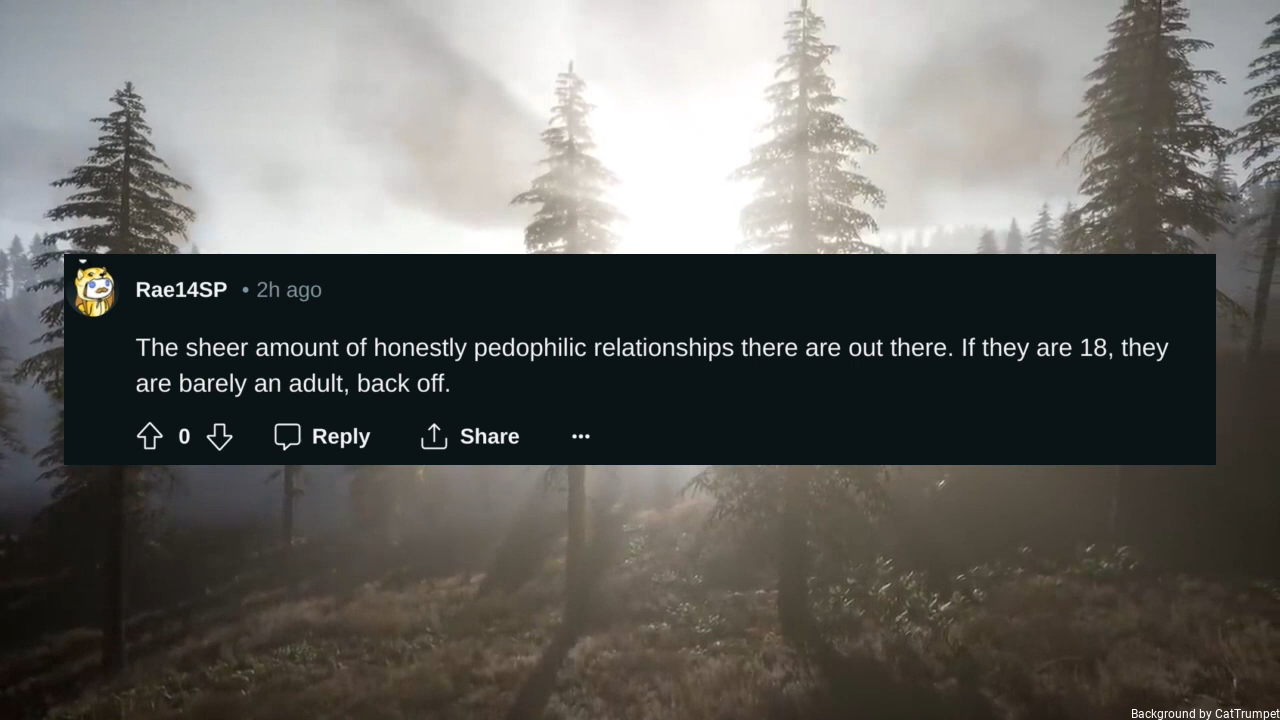 Rae14SP • 2h ago
The sheer amount of honestly pedophilic relationships there are out there. If they are 18, they
are barely an adult, back off.
0 Reply Share ...
Background by CatTrumpet